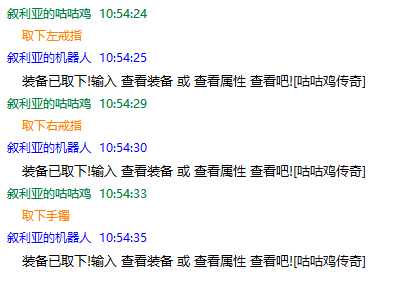 叙利亚的咕咕鸡 10:54:24
取下左戒指
叙利亚的机器人 10:54:25
装备已取下!输入 查看装备 或 查看属性 查看吧![咕咕鸡传奇]
叙利亚的咕咕鸡 10:54:29
取下右戒指
叙利亚的机器人 10:54:30
装备已取下!输入 查看装备 或 查看属性 查看吧![咕咕鸡传奇]
叙利亚的咕咕鸡 10:54:33
取下手镯
叙利亚的机器人 10:54:35
装备已取下!输入 查看装备 或 查看属性 查看吧![咕咕鸡传奇]